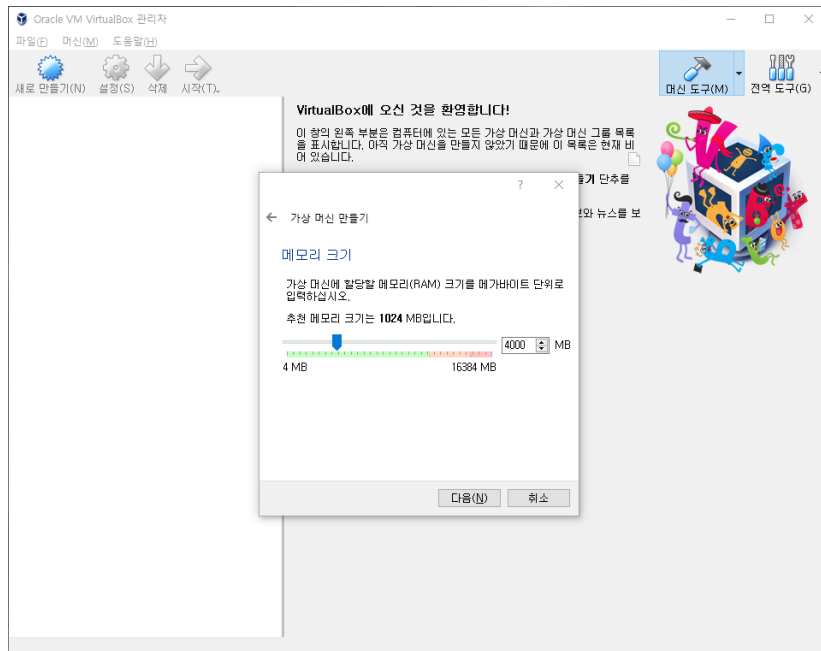 Oracle VM VirtualBox 관리자
파일(F) 머신(M) 도움말(H)
새로 만들기(N) 설정(S) 삭제 시작(T)
머신 도구(M) 전역 도구(G)
VirtualBox에 오신 것을 환영합니다!
이 창의 왼쪽 부분은 컴퓨터에 있는 모든 가상 머신과 가상 머신 그룹 목록
을 표시합니다. 아직 가상 머신을 만들지 않았기 때문에 이 목록은 현재 비
어 있습니다.
기 단추를
와 뉴스를 보
?
가상 머신 만들기
메모리 크기
가상 머신에 할당할 메모리(RAM) 크기를 메가바이트 단위로
입력하십시오.
추천 메모리 크기는 1024 MB입니다.
4000 MB
4 MB 16384 MB
다음(N) 취소